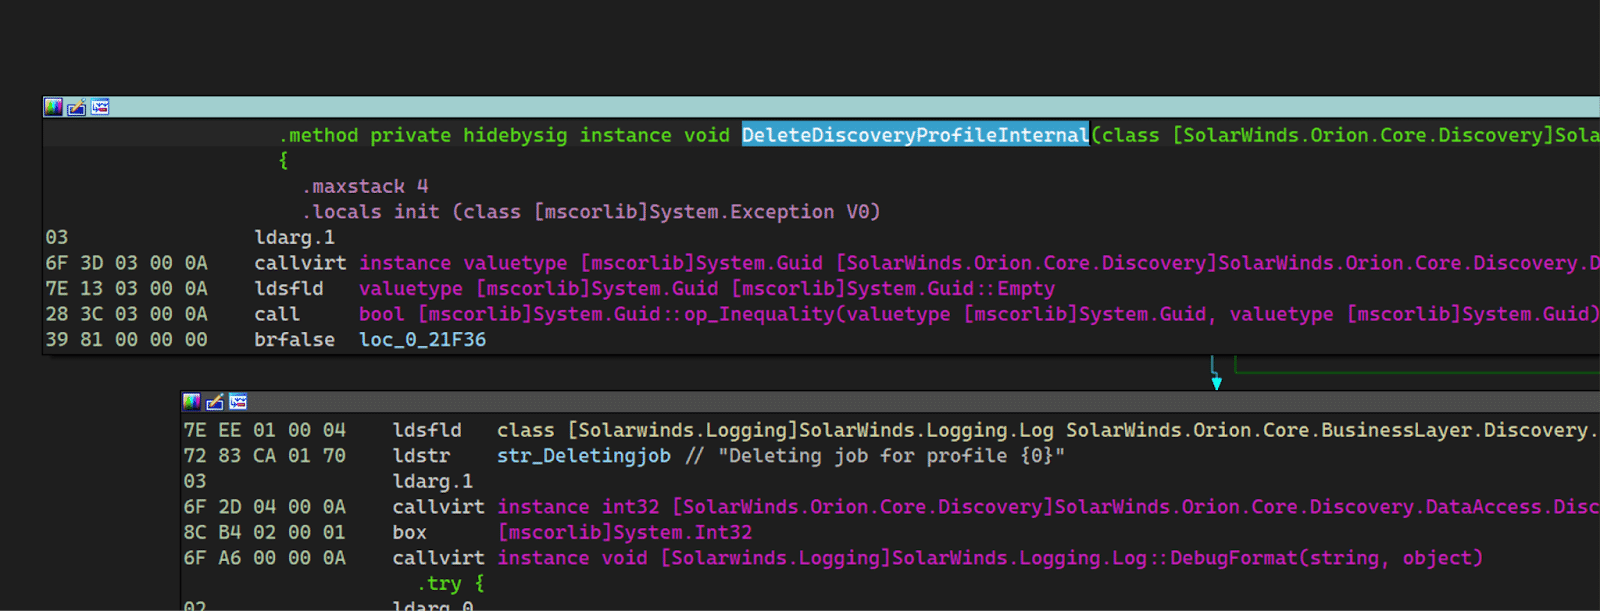 .method private hidebysig instance void DeleteDiscoveryProfileInternal(class [SolarWinds.Orion.Core.Discovery]Sola
{
.maxstack 4
.locals init (class [mscorlib]System.Exception V0)
03 ldarg.1
6F 3D 03 00 0A callvirt instance valuetype [mscorlib]System.Guid [SolarWinds.Orion.Core.Discovery]SolarWinds.Orion.Core.Discovery.D
7E 13 03 00 0A ldsfld valuetype [mscorlib]System.Guid [mscorlib]System.Guid::Empty
28 3C 03 00 0A call bool [mscorlib]System.Guid::op_Inequality(valuetype [mscorlib]System.Guid, valuetype [mscorlib]System.Guid)
39 81 00 00 00 brfalse loc_0_21F36
7E EE 01 00 04 ldsfld class [Solarwinds.Logging]SolarWinds.Logging.Log SolarWinds.Orion.Core.BusinessLayer.Discovery.
72 83 CA 01 70 ldstr str_Deletingjob // "Deleting job for profile {0}"
03 ldarg.1
6F 2D 04 00 0A callvirt instance int32 [SolarWinds.Orion.Core.Discovery]SolarWinds.Orion.Core.Discovery.DataAccess.Disc
8C B4 02 00 01 box [mscorlib]System.Int32
6F A6 00 00 0A callvirt instance void [Solarwinds.Logging]SolarWinds.Logging.Log::DebugFormat(string, object)
.try {
02 ldarg.0